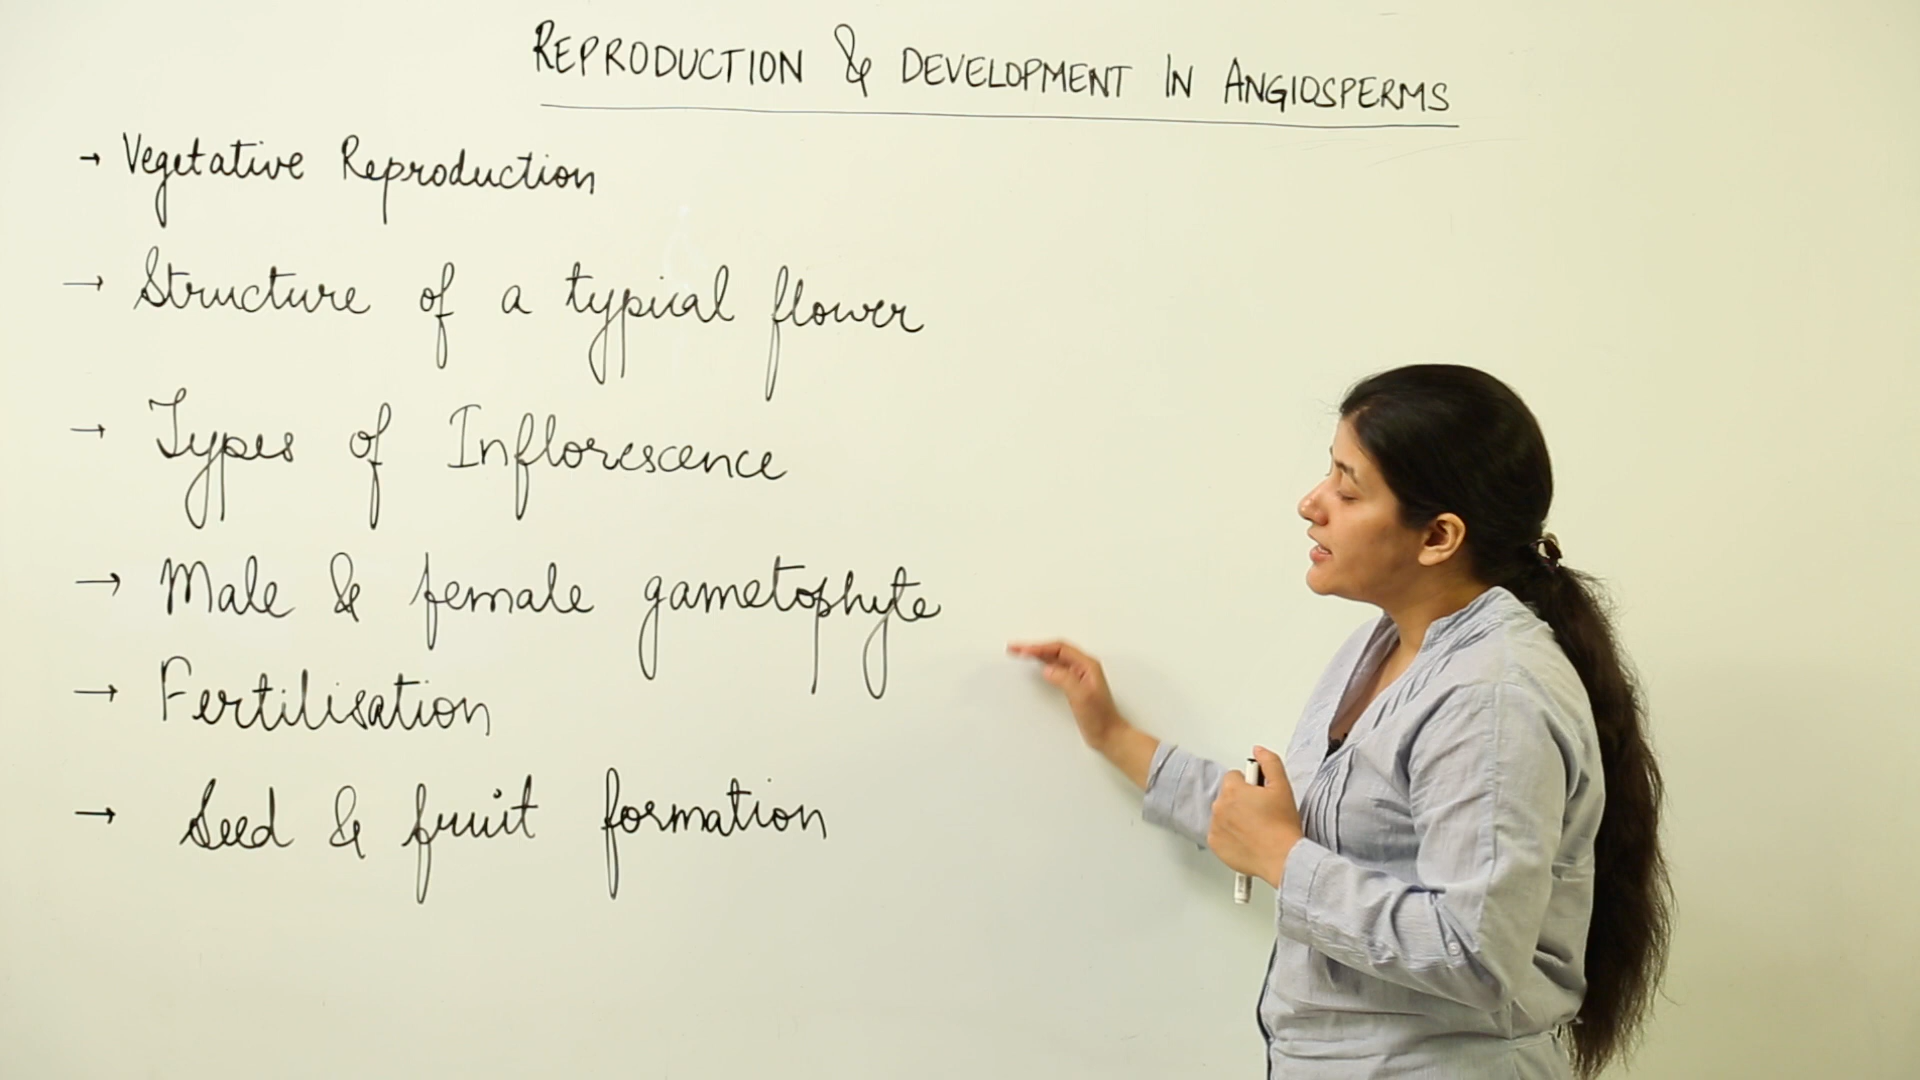 REPRODUCTION & DEVELOPMENT IN ANGIOSPERMS
→ Vegetative Reproduction
→ Structure of a typical flower
→ Types of Inflorescence
→ Male & female gametophyte
→ Fertilisation
→ Seed & fruit formation